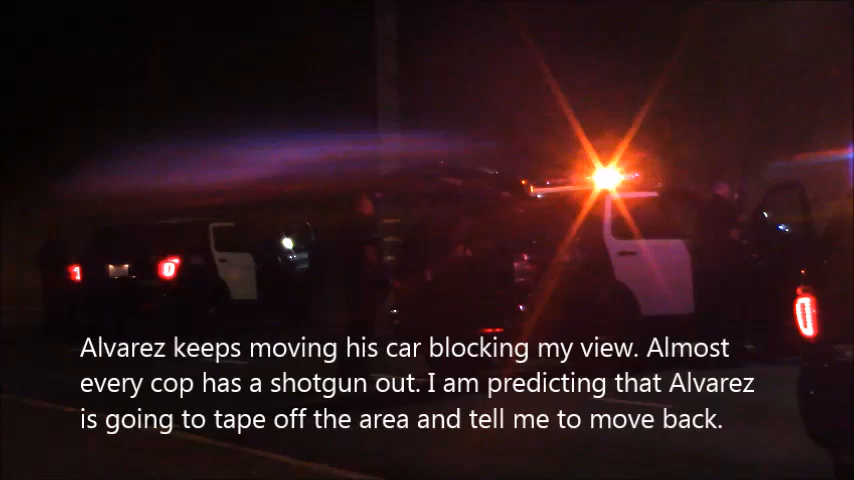 Alvarez keeps moving his car blocking my view. Almost
every cop has a shotgun out. I am predicting that Alvarez
is going to tape off the area and tell me to move back.